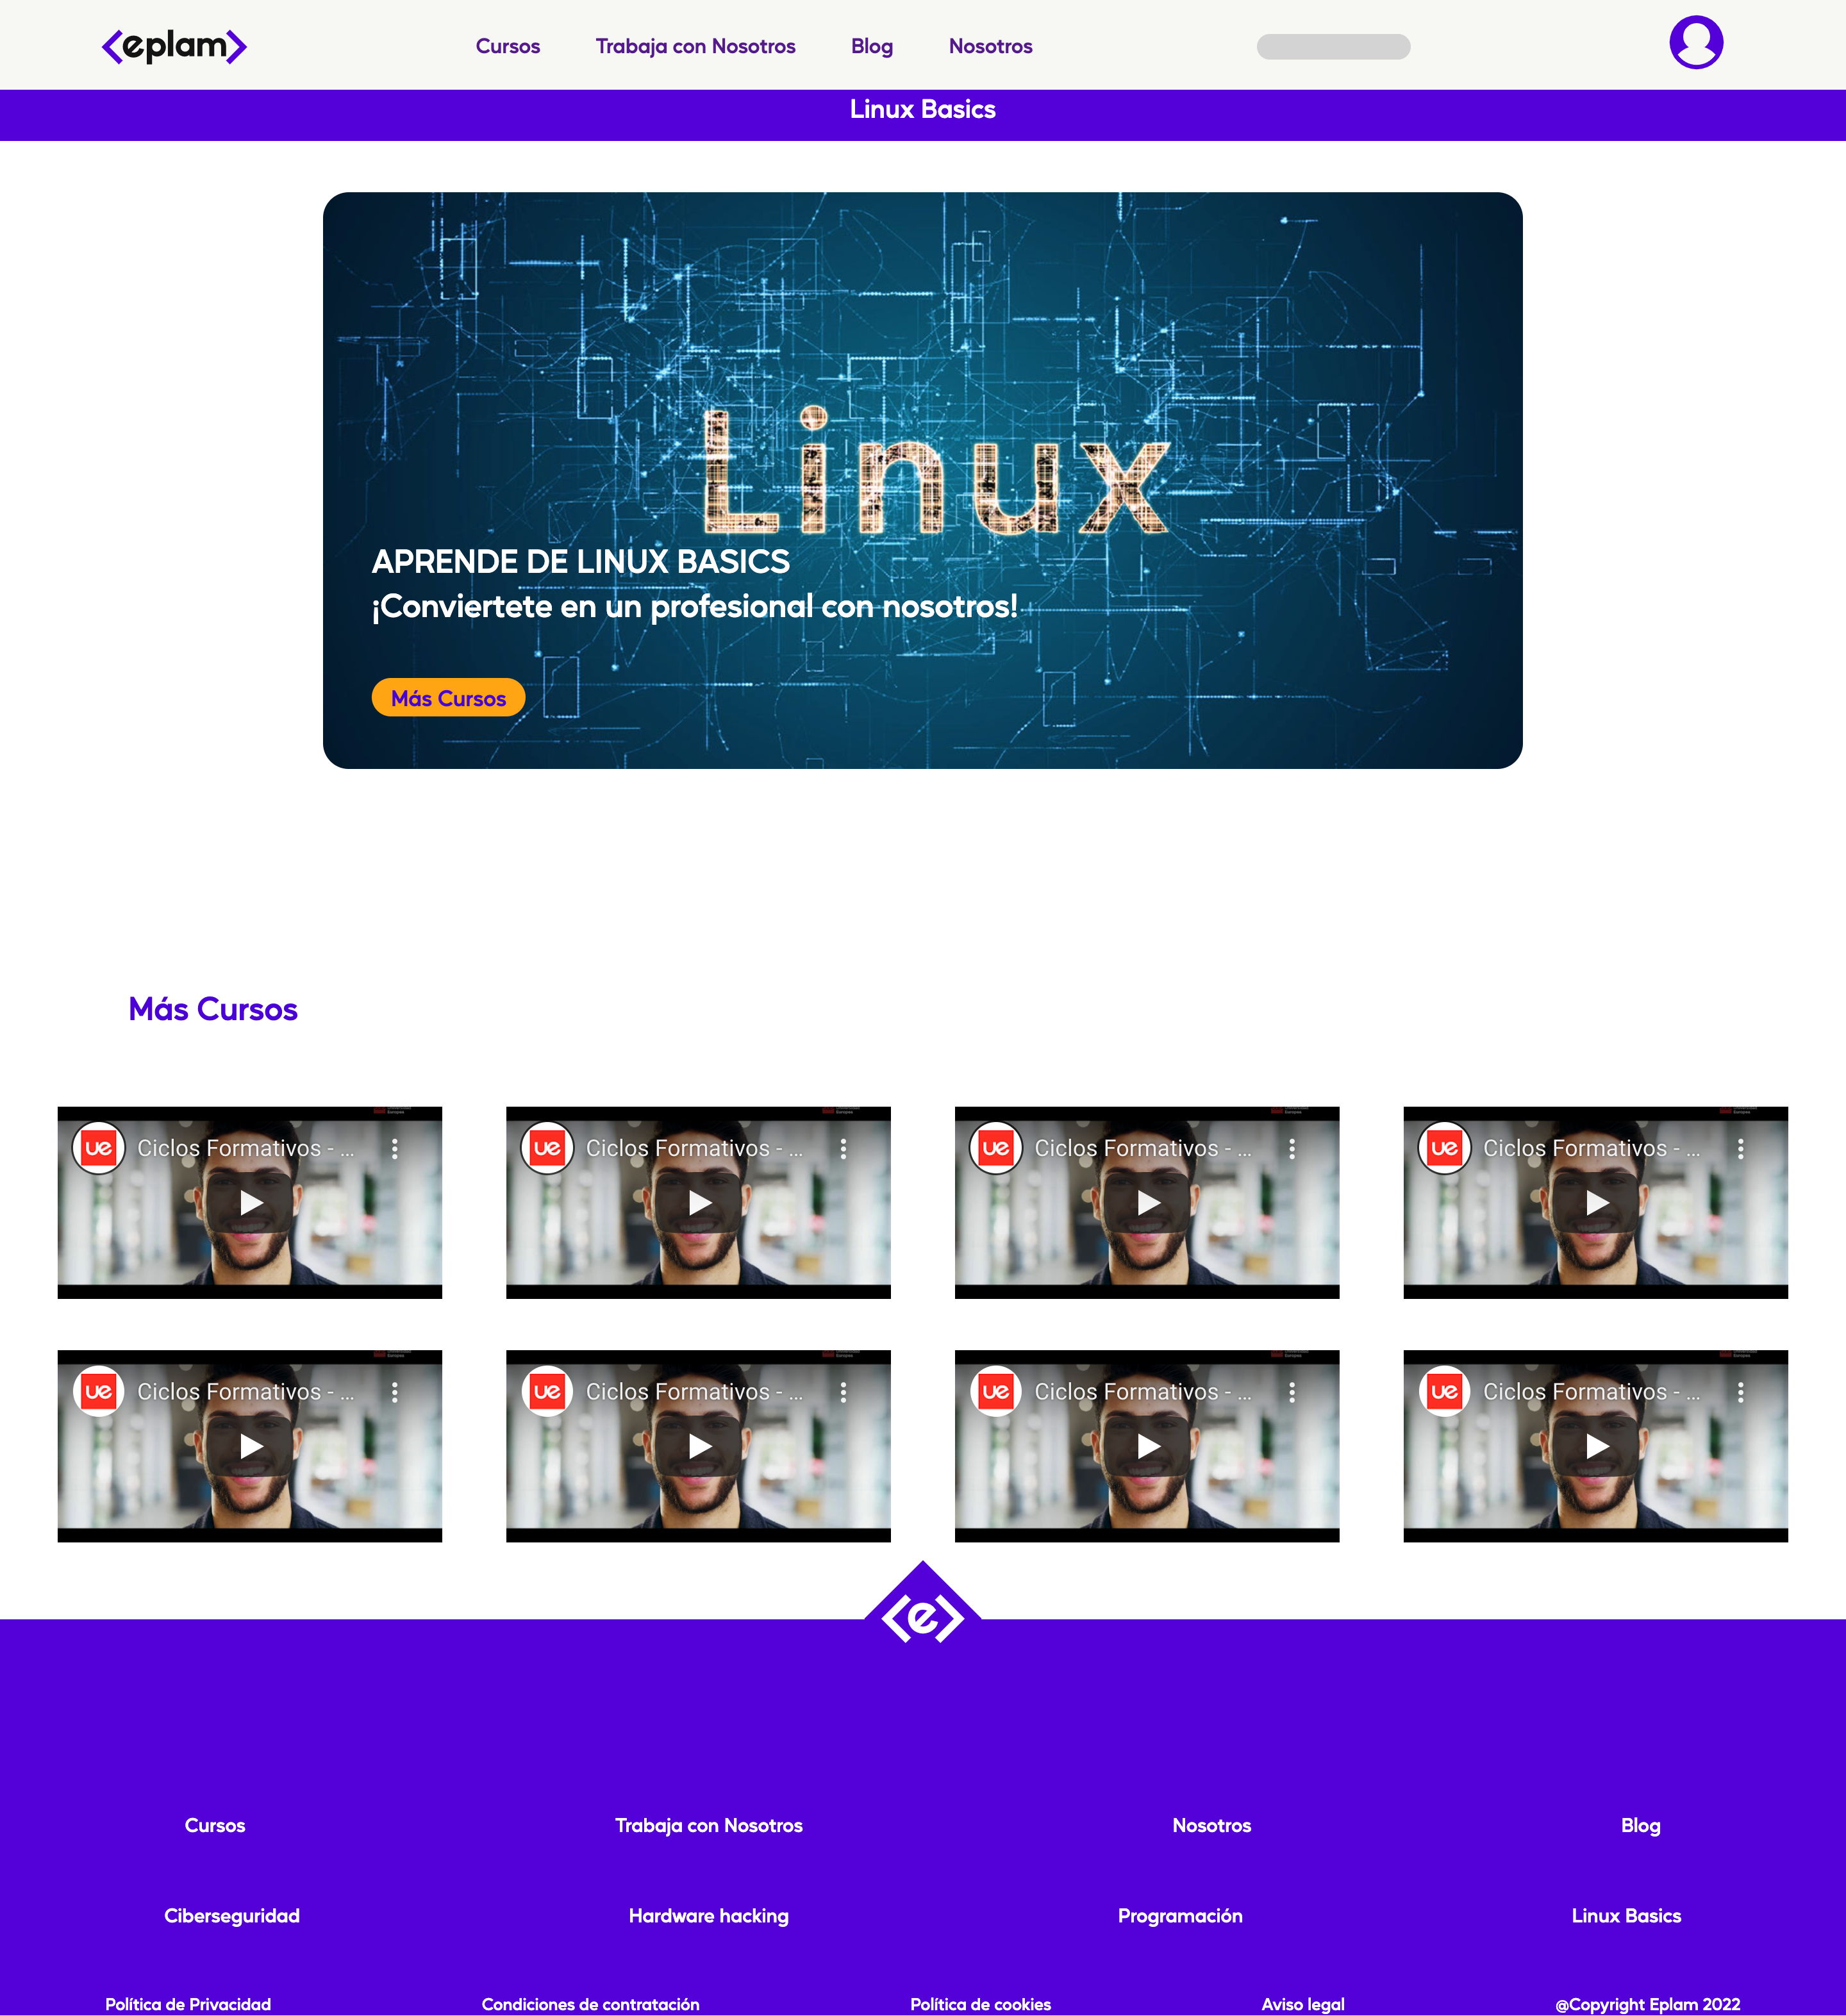 eplam
Cursos
Trabaja con Nosotros
Blog
Nosotros
Linux Basics
Linux
APRENDE DE LINUX BASICS
¡Conviertete en un profesional con nosotros!
Más Cursos
Más Cursos
ue Ciclos Formativos - ...
ue Ciclos Formativos - ...
ue Ciclos Formativos - ...
ue Ciclos Formativos - ...
ue Ciclos Formativos - ...
ue Ciclos Formativos - ...
ue Ciclos Formativos - ...
ue Ciclos Formativos - ...
<e>
Cursos
Trabaja con Nosotros
Nosotros
Blog
Ciberseguridad
Hardware hacking
Programación
Linux Basics
Política de Privacidad
Condiciones de contratación
Política de cookies
Aviso legal
@Copyright Eplam 2022